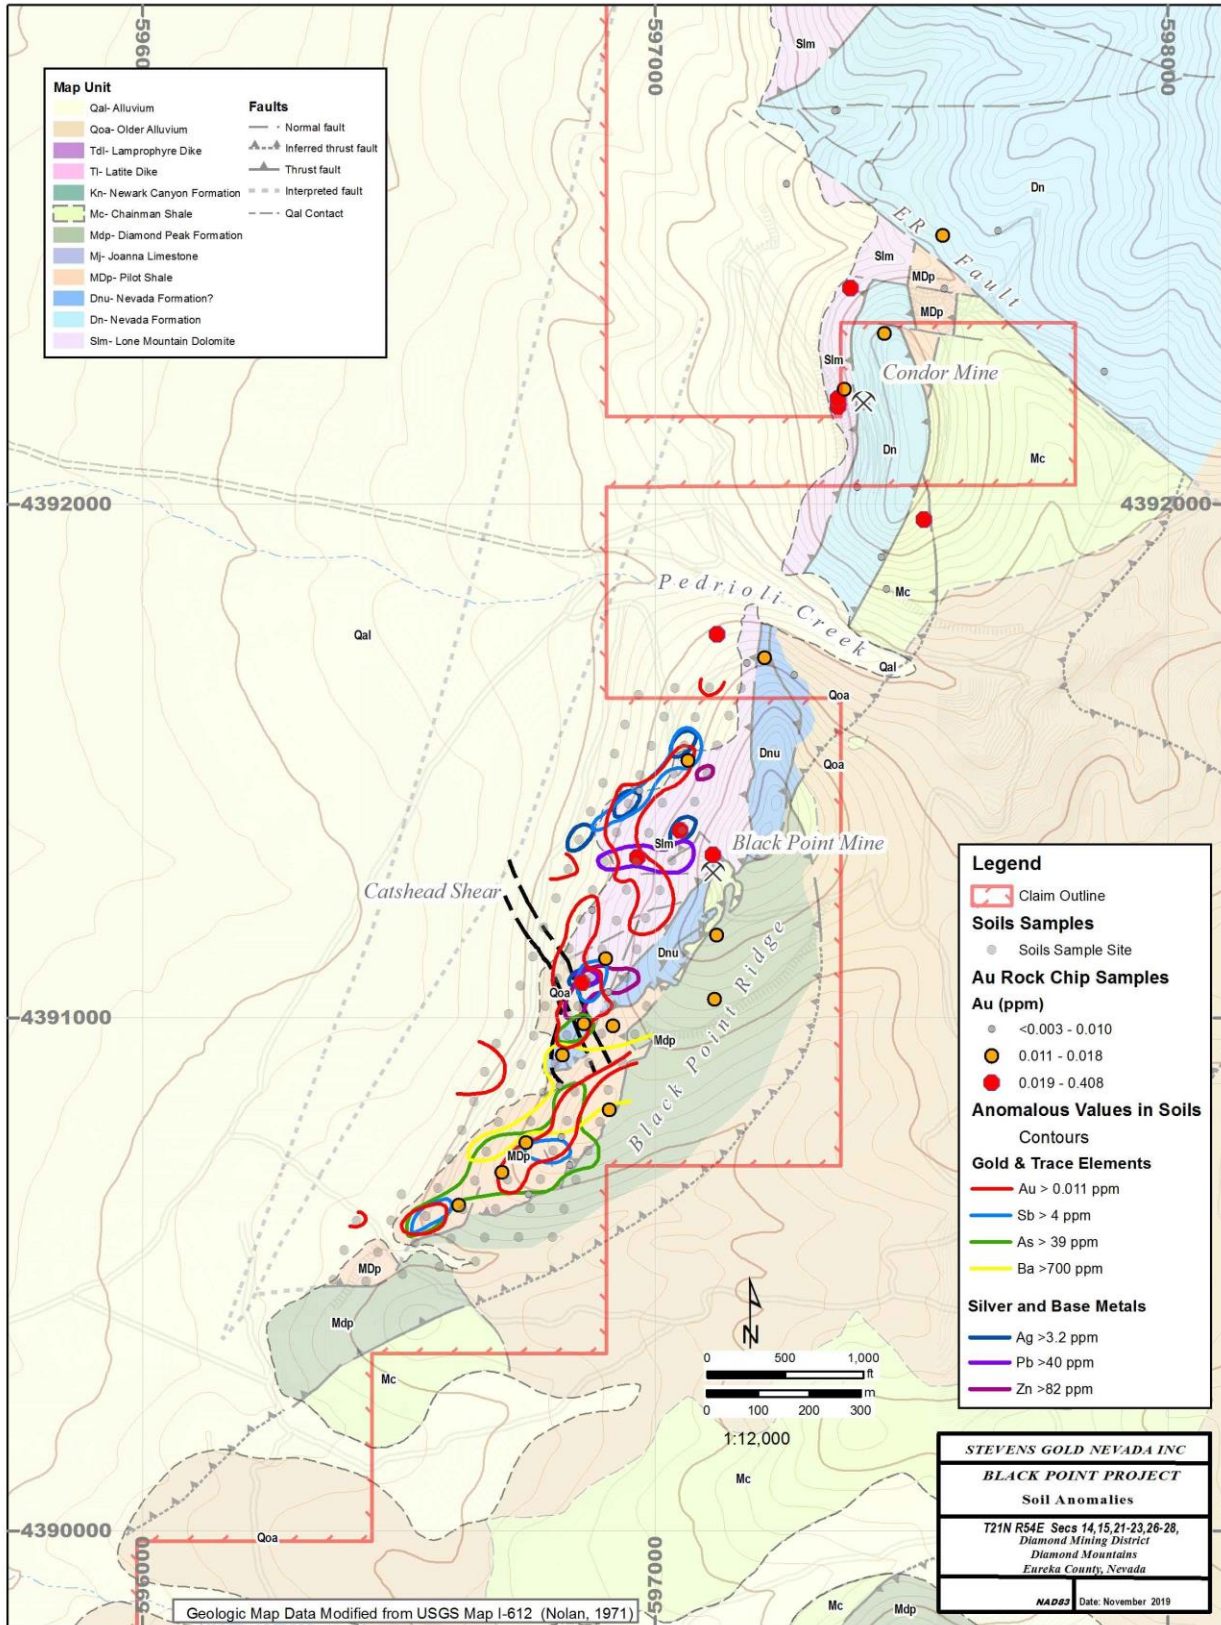 596000
597000
598000
Slm
Map Unit
Qal- Alluvium
Qoa- Older Alluvium
Tdl- Lamprophyre Dike
Tl- Latite Dike
Kn- Newark Canyon Formation
Mc- Chainman Shale
Mdp- Diamond Peak Formation
Mj- Joanna Limestone
MDp- Pilot Shale
Dnu- Nevada Formation?
Dn- Nevada Formation
Slm- Lone Mountain Dolomite
Faults
Normal fault
Inferred thrust fault
Thrust fault
Interpreted fault
Qal Contact
Dn
ER Fault
Slm
MDp
MDp
Slm
Condor Mine
Dn
Mc
4392000
4392000
Pedrioli Creek
Mc
Qal
Qal
Qoa
Dnu
Qoa
Slm
Black Point Mine
Catshead Shear
Dnu
Qoa
4391000
Mdp
Black Point Ridge
MDp
MDp
Mdp
Mc
N
0 500 1,000
ft
m
0 100 200 300
1:12,000
Mc
4390000
Qoa
Mc
Mdp
596000
597000
Legend
Claim Outline
Soils Samples
Soils Sample Site
Au Rock Chip Samples
Au (ppm)
<0.003 - 0.010
0.011 - 0.018
0.019 - 0.408
Anomalous Values in Soils
Contours
Gold & Trace Elements
Au > 0.011 ppm
Sb > 4 ppm
As > 39 ppm
Ba >700 ppm
Silver and Base Metals
Ag >3.2 ppm
Pb >40 ppm
Zn >82 ppm
STEVENS GOLD NEVADA INC
BLACK POINT PROJECT
Soil Anomalies
T21N R54E Secs 14,15,21-23,26-28,
Diamond Mining District
Diamond Mountains
Eureka County, Nevada
NAD83 Date: November 2019
Geologic Map Data Modified from USGS Map I-612 (Nolan, 1971)